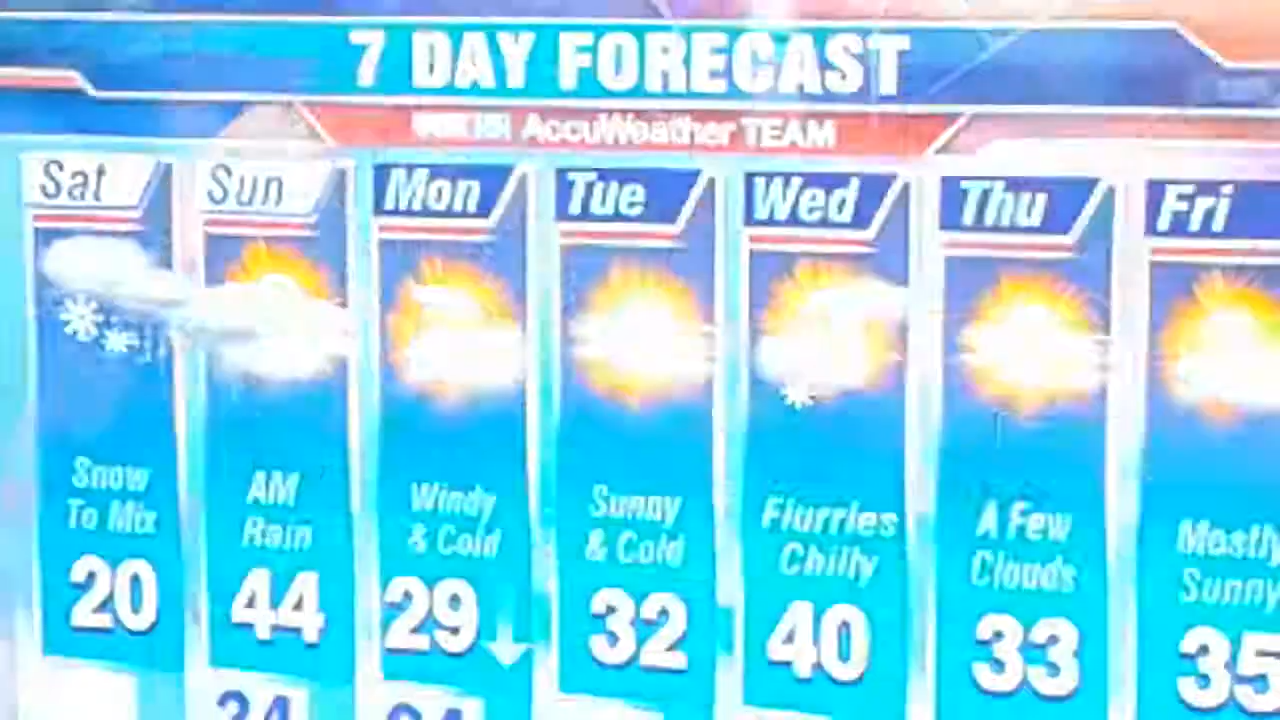 7 DAY FORECAST
AccuWeather TEAM
Sat Sun Mon Tue Wed Thu Fri
Snow To Mix
AM Rain
Windy & Cold
Sunny & Cold
Flurries Chilly
A Few Clouds
Mostly Sunny
20 44 29 32 40 33 35